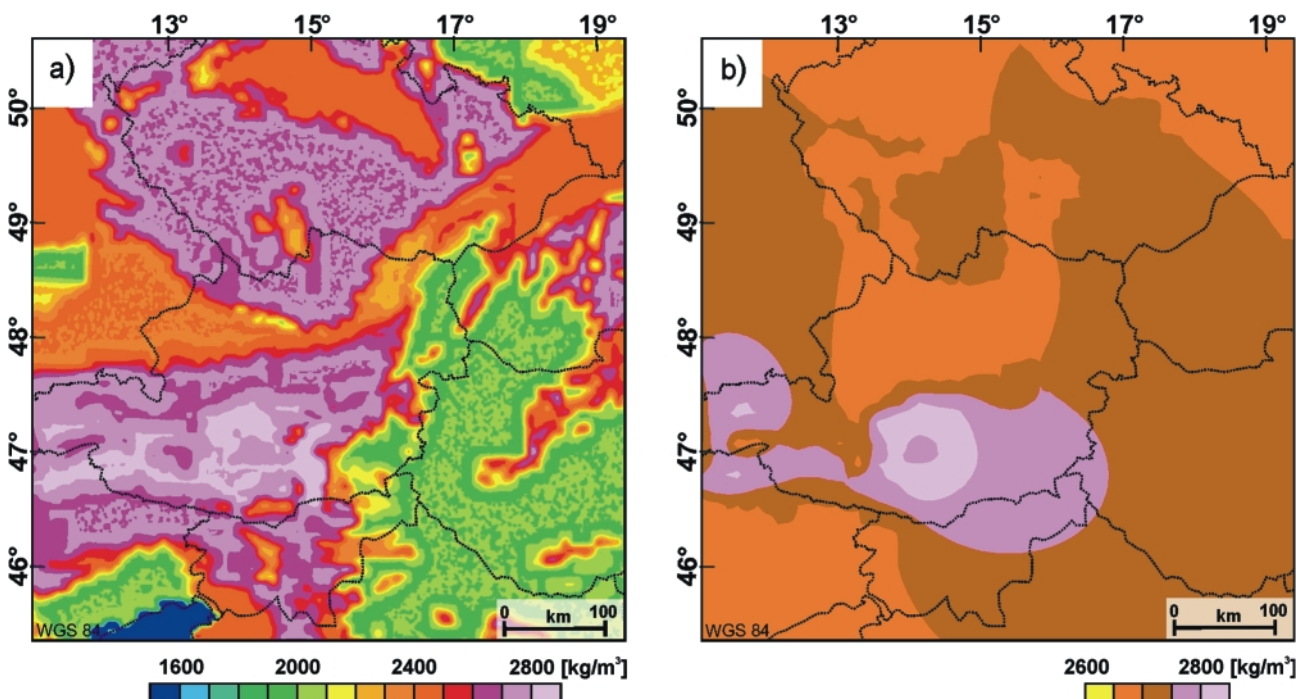 13° 15° 17° 19° 13° 15° 17° 19°
a) b)
50° 50°
49° 49°
48° 48°
47° 47°
46° 46°
0 km 100 0 km 100
WGS 84 WGS 84
1600 2000 2400 2800 [kg/m³] 2600 2800 [kg/m³]